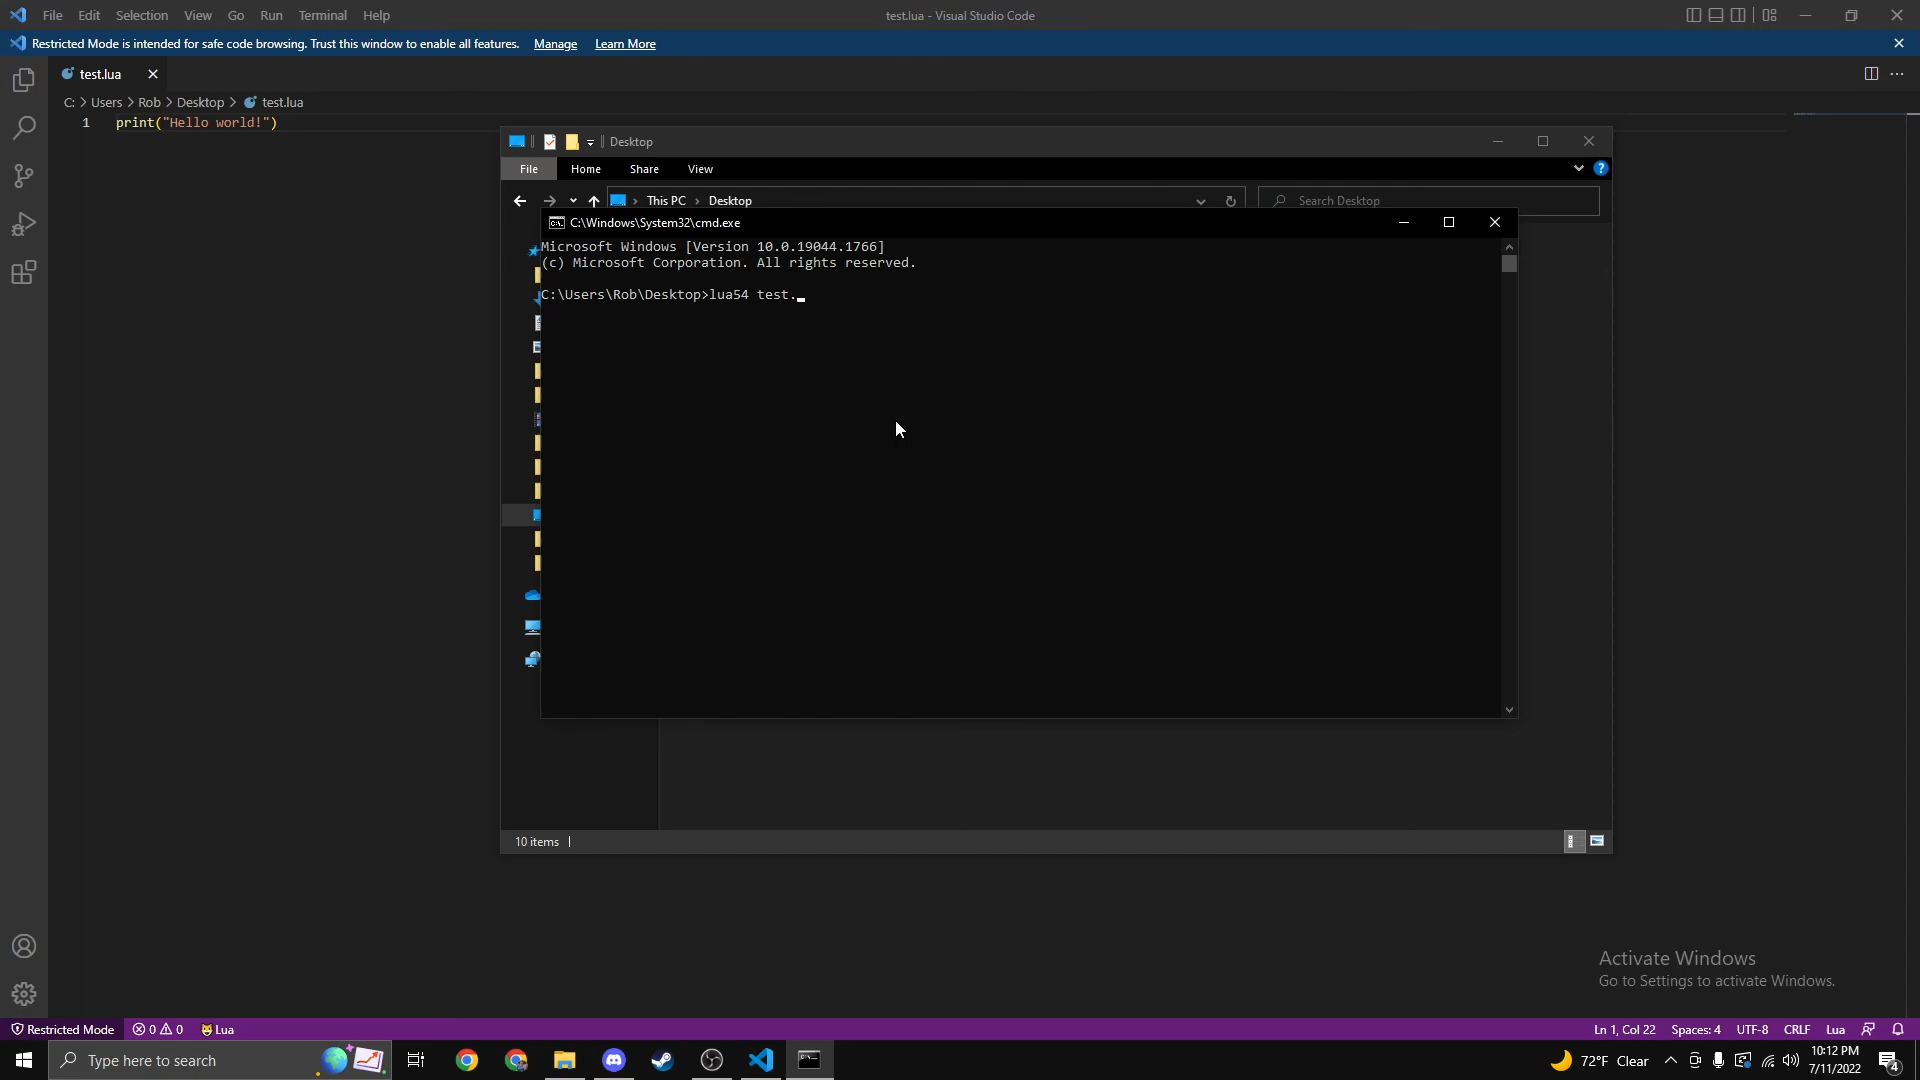 File Edit Selection View Go Run Terminal Help
test.lua - Visual Studio Code
Restricted Mode is intended for safe code browsing. Trust this window to enable all features. Manage Learn More
test.lua
C: > Users > Rob > Desktop > test.lua
1 print("Hello world!")
Desktop
File Home Share View
This PC > Desktop
Search Desktop
C:\Windows\System32\cmd.exe
Microsoft Windows [Version 10.0.19044.1766]
(c) Microsoft Corporation. All rights reserved.
C:\Users\Rob\Desktop>lua54 test._
10 items
Activate Windows
Go to Settings to activate Windows.
Restricted Mode 0 0 Lua
Ln 1, Col 22 Spaces: 4 UTF-8 CRLF Lua
Type here to search
72°F Clear
10:12 PM
7/11/2022
4